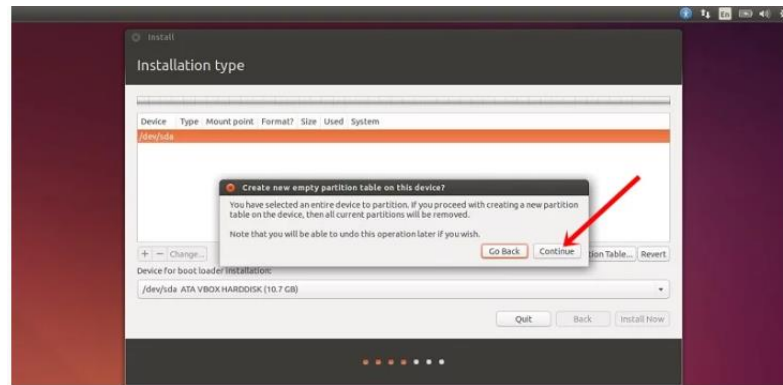 En
Install
Installation type
Device Type Mount point Format? Size Used System
/dev/sda
Create new empty partition table on this device?
You have selected an entire device to partition. If you proceed with creating a new partition
table on the device, then all current partitions will be removed.
Note that you will be able to undo this operation later if you wish.
Go Back Continue
+ - Change... ion Table... Revert
Device for boot loader installation:
/dev/sda ATA VBOX HARDDISK (10.7 GB)
Quit Back Install Now